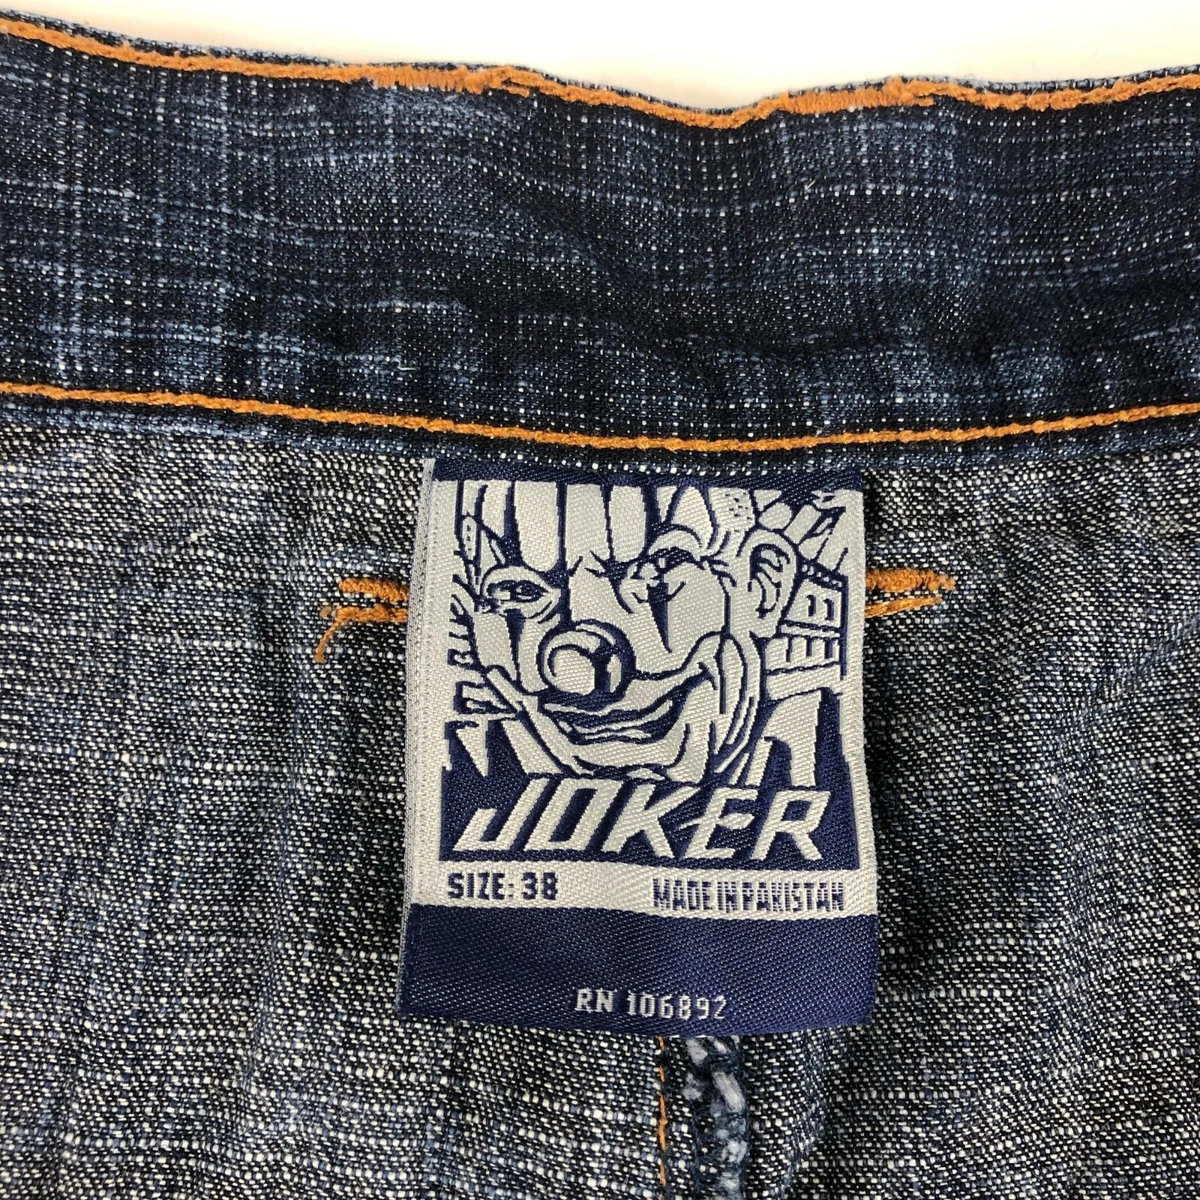 JOKER
SIZE: 38 MADE IN PAKISTAN
RN 106892